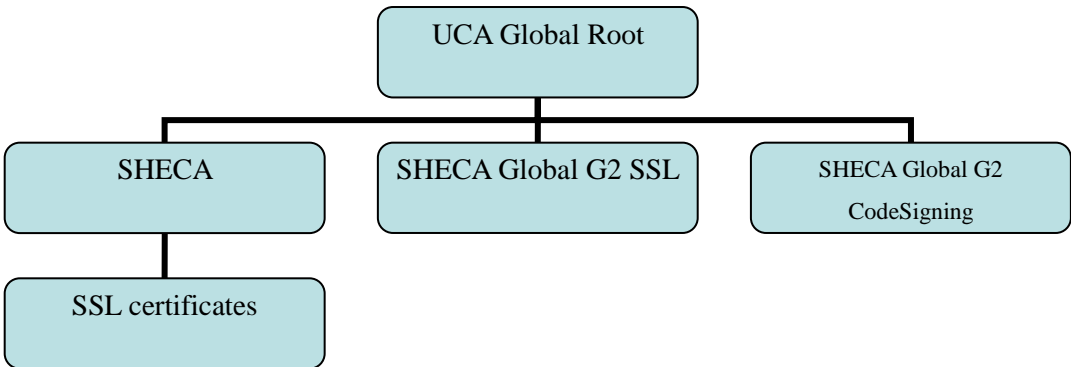 UCA Global Root
SHECA
SHECA Global G2 SSL
SHECA Global G2
CodeSigning
SSL certificates